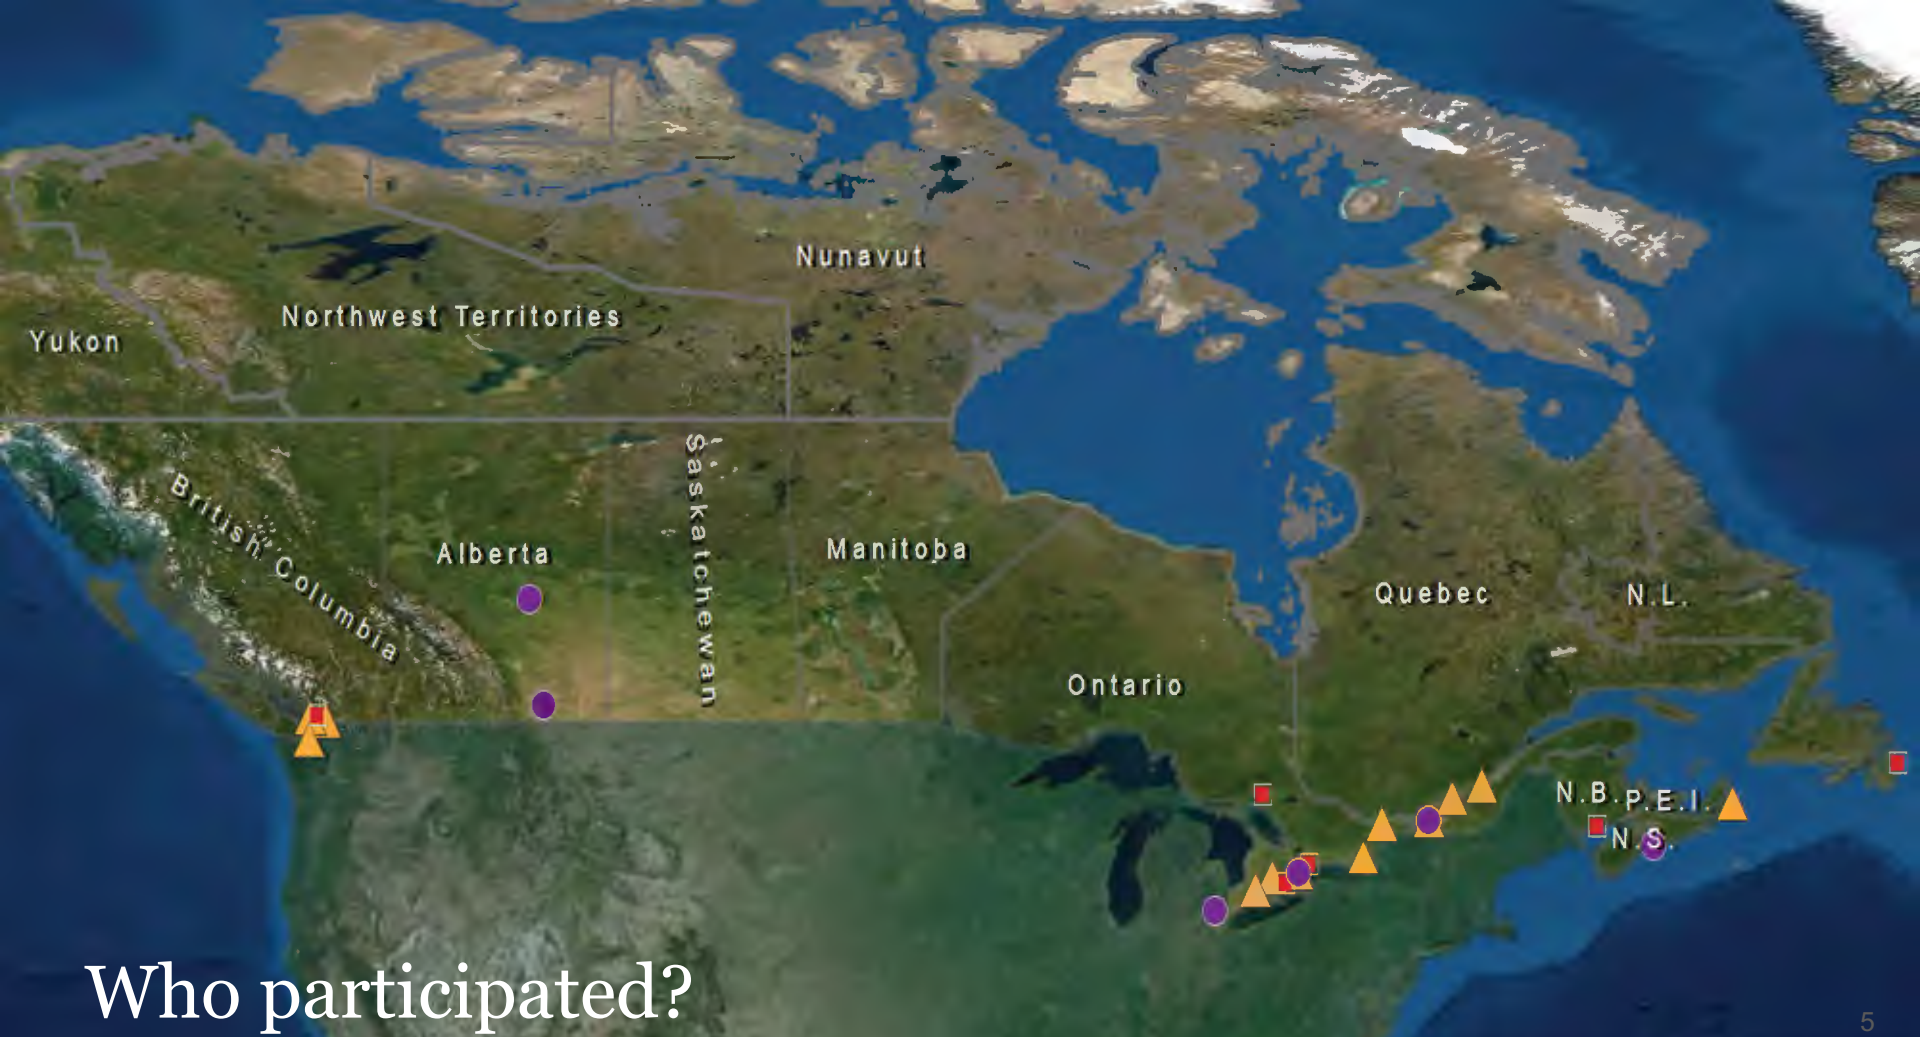 Nunavut
Northwest Territories
Yukon
Saskatchewan
British Columbia
Alberta
Manitoba
Quebec
N.L.
Ontario
N.B.
P.E.I.
N.S.
Who participated?
5